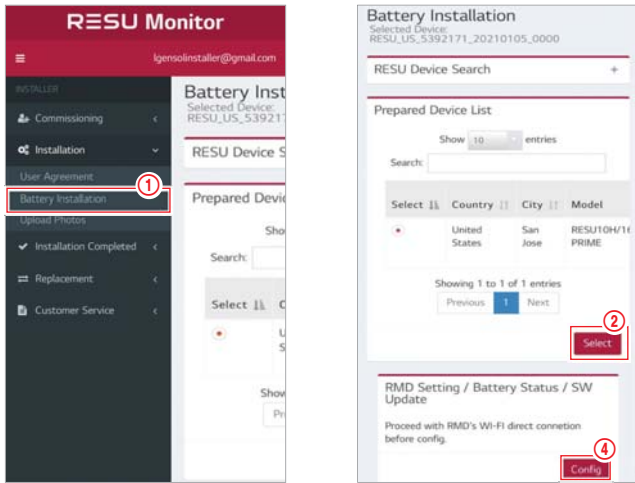 RESU Monitor
lgensolinstaller@gmail.com
INSTALLER
Commissioning
Installation
User Agreement
①
Battery Installation
Upload Photos
Installation Completed
Replacement
Customer Service
Battery Inst
Selected Device:
RESU_US_53921
RESU Device S
Prepared Devic
Sho
Search:
Select
C
U
S
Show
Pr
Battery Installation
Selected Device:
RESU_US_5392171_20210105_0000
RESU Device Search +
Prepared Device List
Show 10 entries
Search:
Select Country City Model
United San RESU10H/16
States Jose PRIME
Showing 1 to 1 of 1 entries
Previous 1 Next
②
Select
RMD Setting / Battery Status / SW
Update
Proceed with RMD's WI-FI direct connetion
before config.
④
Config